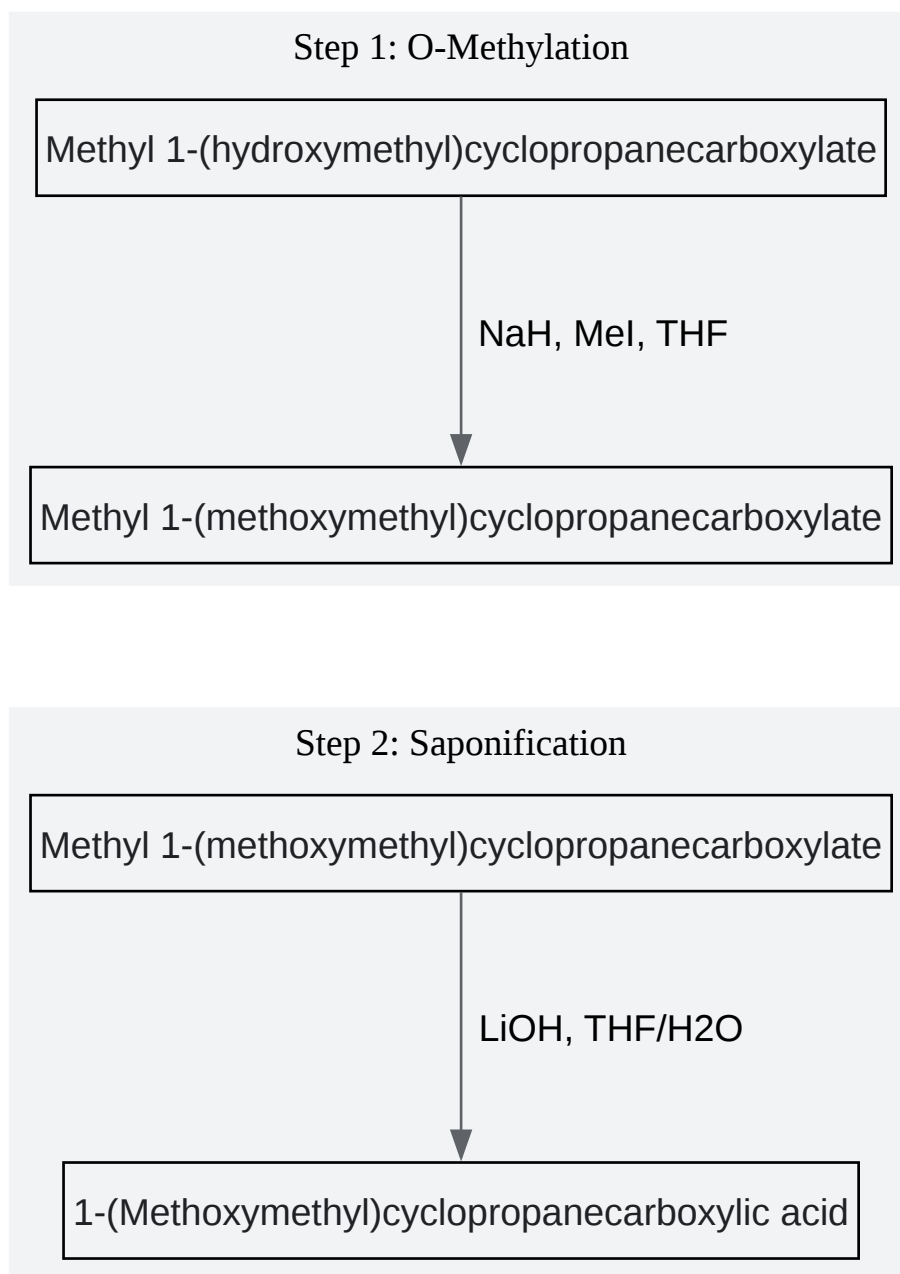 Step 1: O-Methylation
Methyl 1-(hydroxymethyl)cyclopropanecarboxylate
NaH, MeI, THF
Methyl 1-(methoxymethyl)cyclopropanecarboxylate
Step 2: Saponification
Methyl 1-(methoxymethyl)cyclopropanecarboxylate
LiOH, THF/H2O
1-(Methoxymethyl)cyclopropanecarboxylic acid